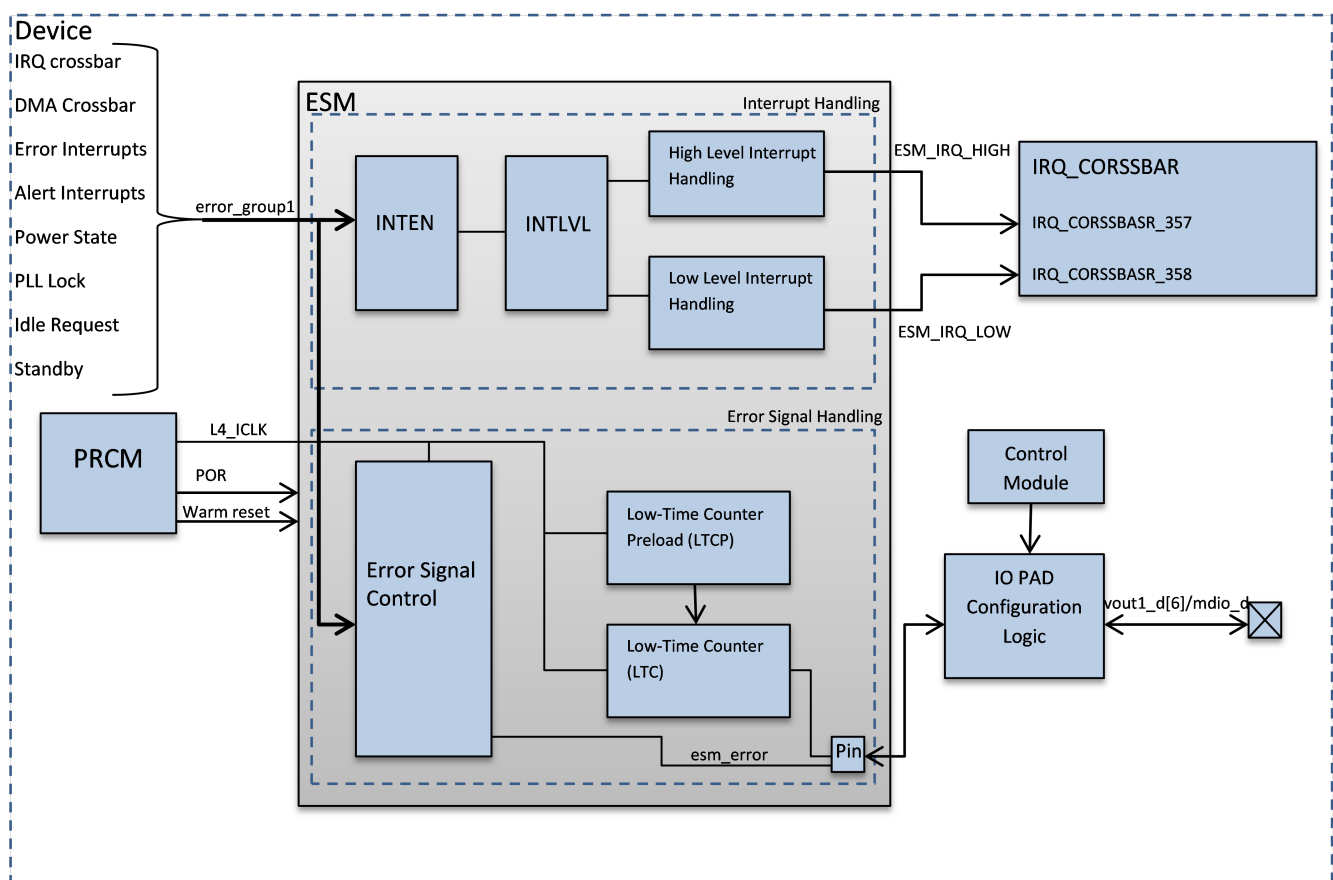 Device
IRQ crossbar
DMA Crossbar
Error Interrupts
Alert Interrupts
Power State
PLL Lock
Idle Request
Standby
error_group1
ESM
Interrupt Handling
INTEN
INTLVL
High Level Interrupt
Handling
Low Level Interrupt
Handling
ESM_IRQ_HIGH
ESM_IRQ_LOW
IRQ_CORSSBAR
IRQ_CORSSBASR_357
IRQ_CORSSBASR_358
PRCM
L4_ICLK
POR
Warm reset
Error Signal Handling
Error Signal
Control
Low-Time Counter
Preload (LTCP)
Low-Time Counter
(LTC)
esm_error
Pin
Control
Module
IO PAD
Configuration
Logic
vout1_d[6]/mdio_d